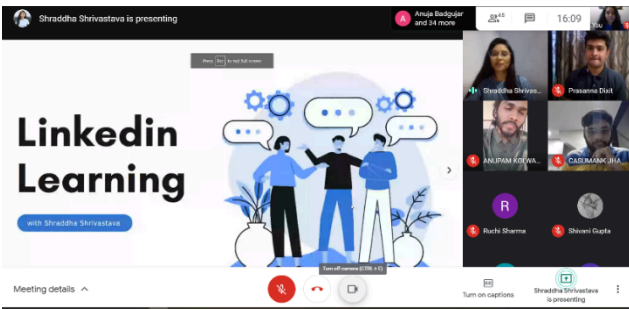 Shraddha Shrivastava is presenting
A
Anuja Badgujar
and 34 more
45
16:09
You
Press Esc to exit full screen
Linkedin
Learning
with Shraddha Shrivastava
Shraddha Shrivas...
Prasanna Dixit
ANUPAM KOLWA...
CASUMANK JHA
R
Ruchi Sharma
Shivani Gupta
Turn off camera (CTRL + E)
Meeting details
Turn on captions
Shraddha Shrivastava
is presenting